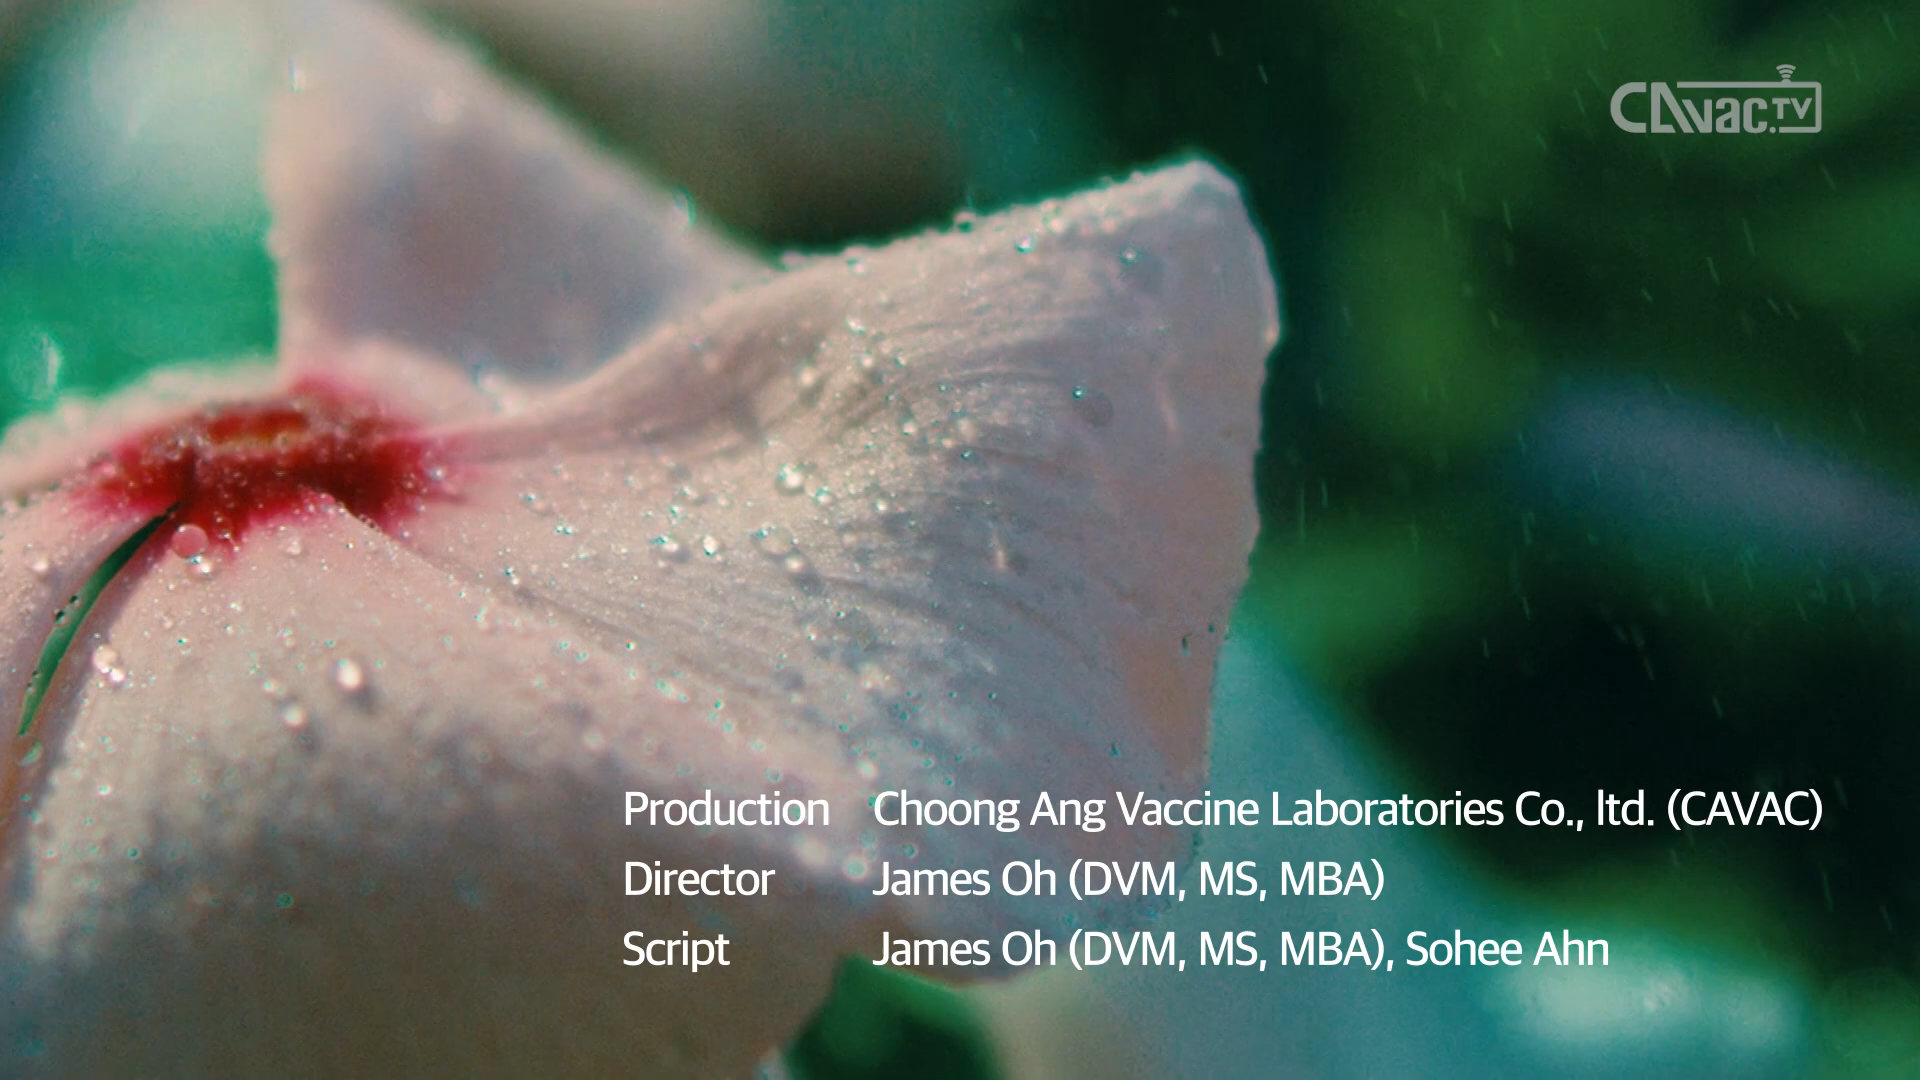 CAvac.TV
Production Choong Ang Vaccine Laboratories Co., ltd. (CAVAC)
Director James Oh (DVM, MS, MBA)
Script James Oh (DVM, MS, MBA), Sohee Ahn